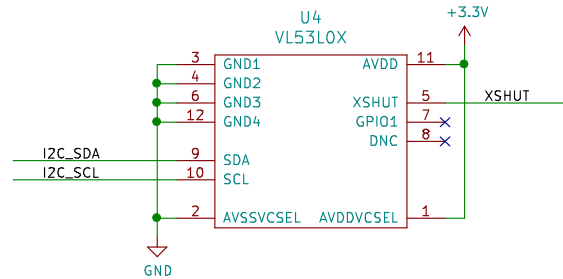 U4
VL53L0X
+3.3V
3 GND1 AVDD 11
4 GND2
6 GND3 XSHUT 5 XSHUT
12 GND4 GPIO1 7
DNC 8
I2C_SDA 9 SDA
I2C_SCL 10 SCL
2 AVSSVCSEL AVDDVCSEL 1
GND